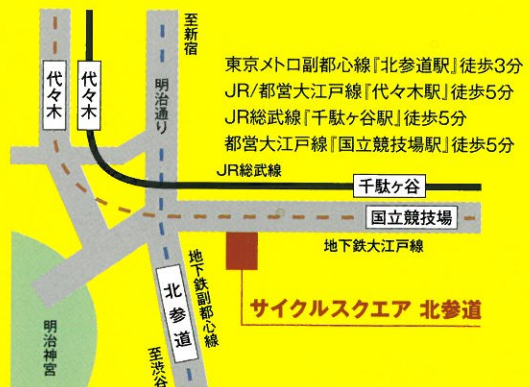 至新宿
代々木
代々木
明治通り
東京メトロ副都心線『北参道駅』徒歩3分
JR/都営大江戸線『代々木駅』徒歩5分
JR総武線『千駄ヶ谷駅』徒歩5分
都営大江戸線『国立競技場駅』徒歩5分
JR総武線
千駄ヶ谷
国立競技場
地下鉄大江戸線
地下鉄副都心線
北参道
サイクルスクエア 北参道
明治神宮
至渋谷